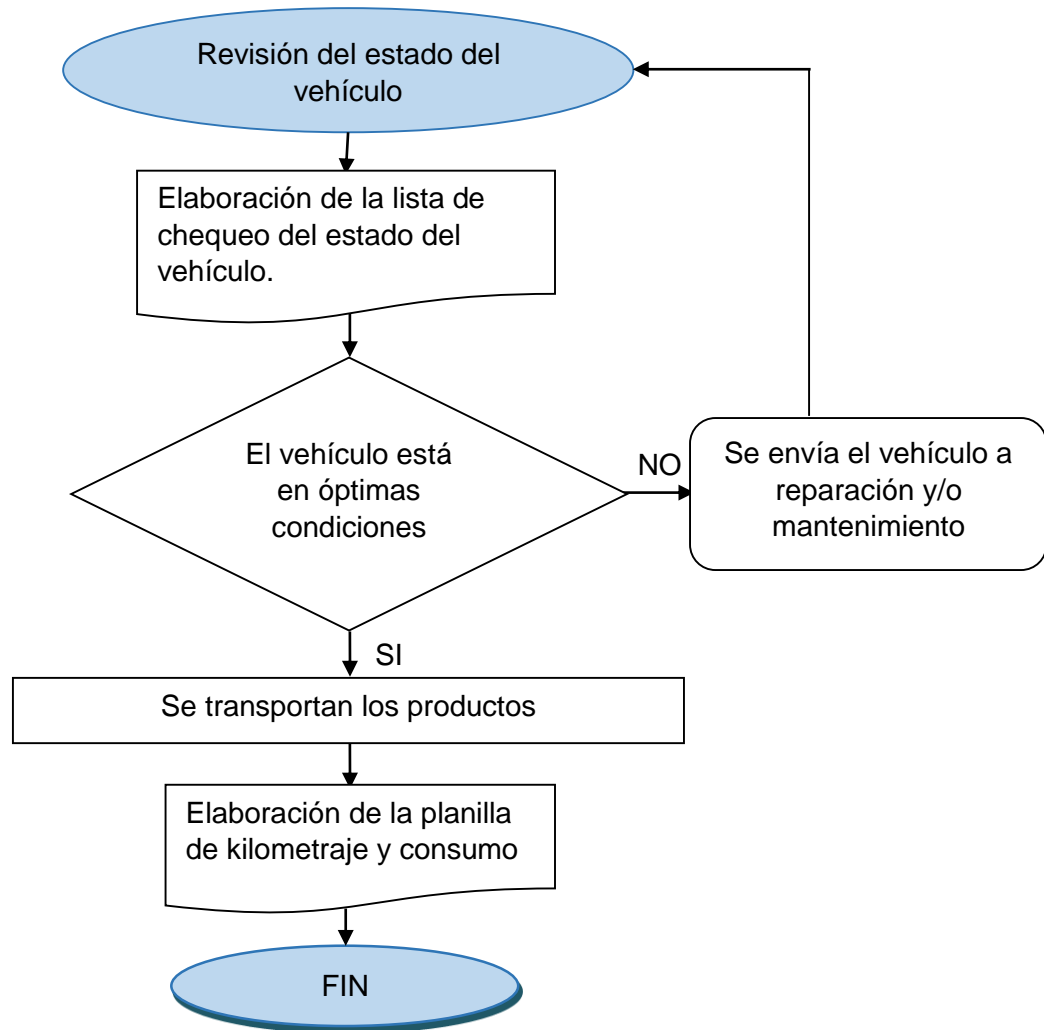 Revisión del estado del
vehículo
Elaboración de la lista de
chequeo del estado del
vehículo.
El vehículo está
en óptimas
condiciones
NO
Se envía el vehículo a
reparación y/o
mantenimiento
SI
Se transportan los productos
Elaboración de la planilla
de kilometraje y consumo
FIN